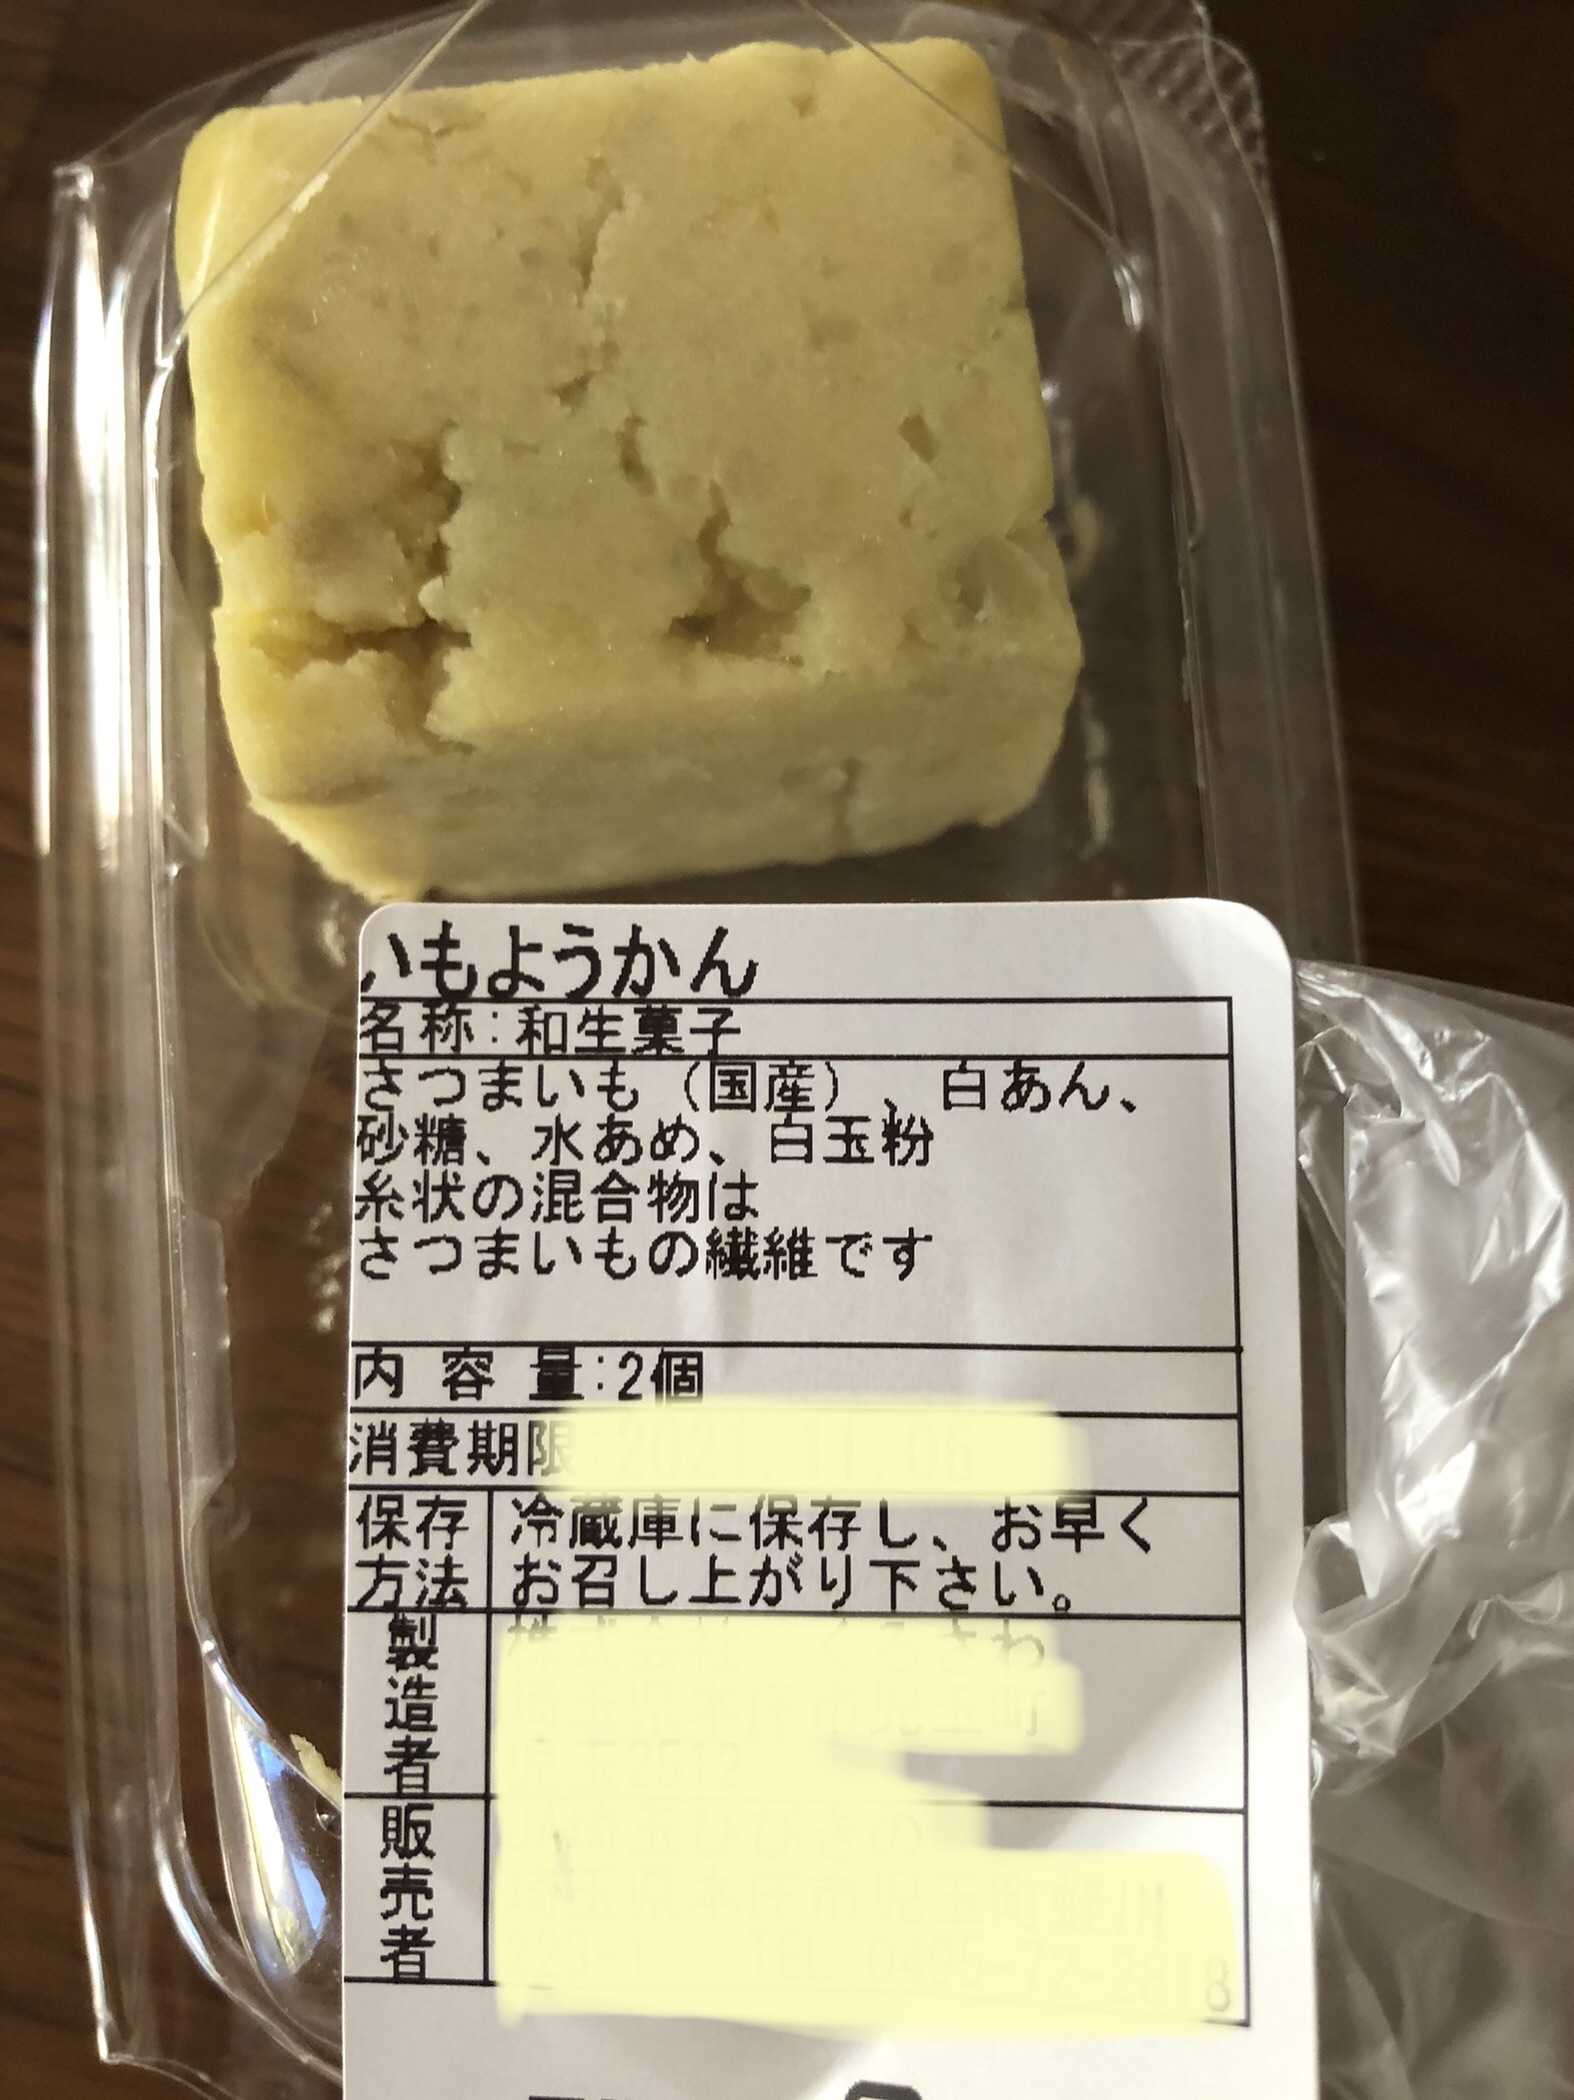 いもようかん
名称:和生菓子
さつまいも（国産）、白あん、
砂糖、水あめ、白玉粉
糸状の混合物は
さつまいもの繊維です
内容量:2個
消費期限
保存方法
冷蔵庫に保存し、お早く
お召し上がり下さい。
製造者
販売者
8